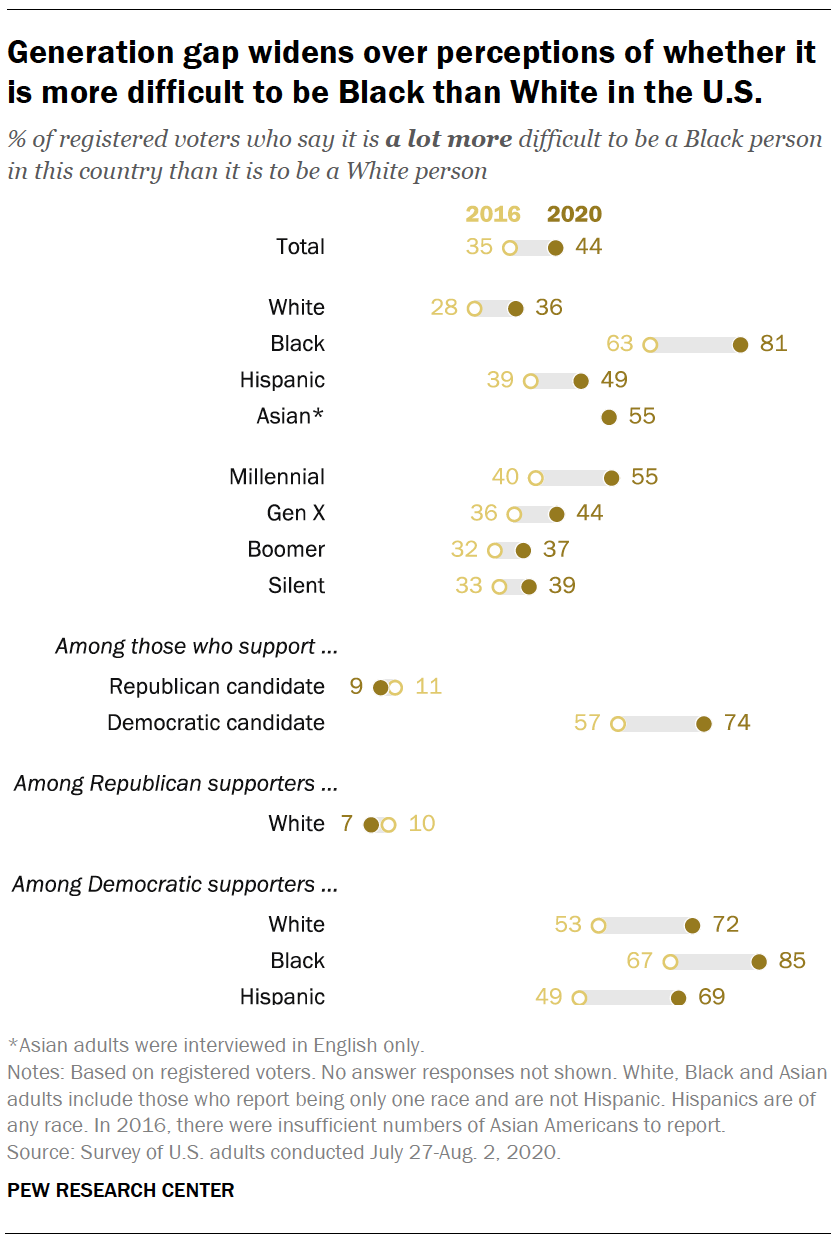 Generation gap widens over perceptions of whether it
is more difficult to be Black than White in the U.S.
% of registered voters who say it is a lot more difficult to be a Black person
in this country than it is to be a White person
2016 2020
Total 35 44
White 28 36
Black 63 81
Hispanic 39 49
Asian* 55
Millennial 40 55
Gen X 36 44
Boomer 32 37
Silent 33 39
Among those who support ...
Republican candidate 9 11
Democratic candidate 57 74
Among Republican supporters ...
White 7 10
Among Democratic supporters ...
White 53 72
Black 67 85
Hispanic 49 69
*Asian adults were interviewed in English only.
Notes: Based on registered voters. No answer responses not shown. White, Black and Asian
adults include those who report being only one race and are not Hispanic. Hispanics are of
any race. In 2016, there were insufficient numbers of Asian Americans to report.
Source: Survey of U.S. adults conducted July 27-Aug. 2, 2020.
PEW RESEARCH CENTER